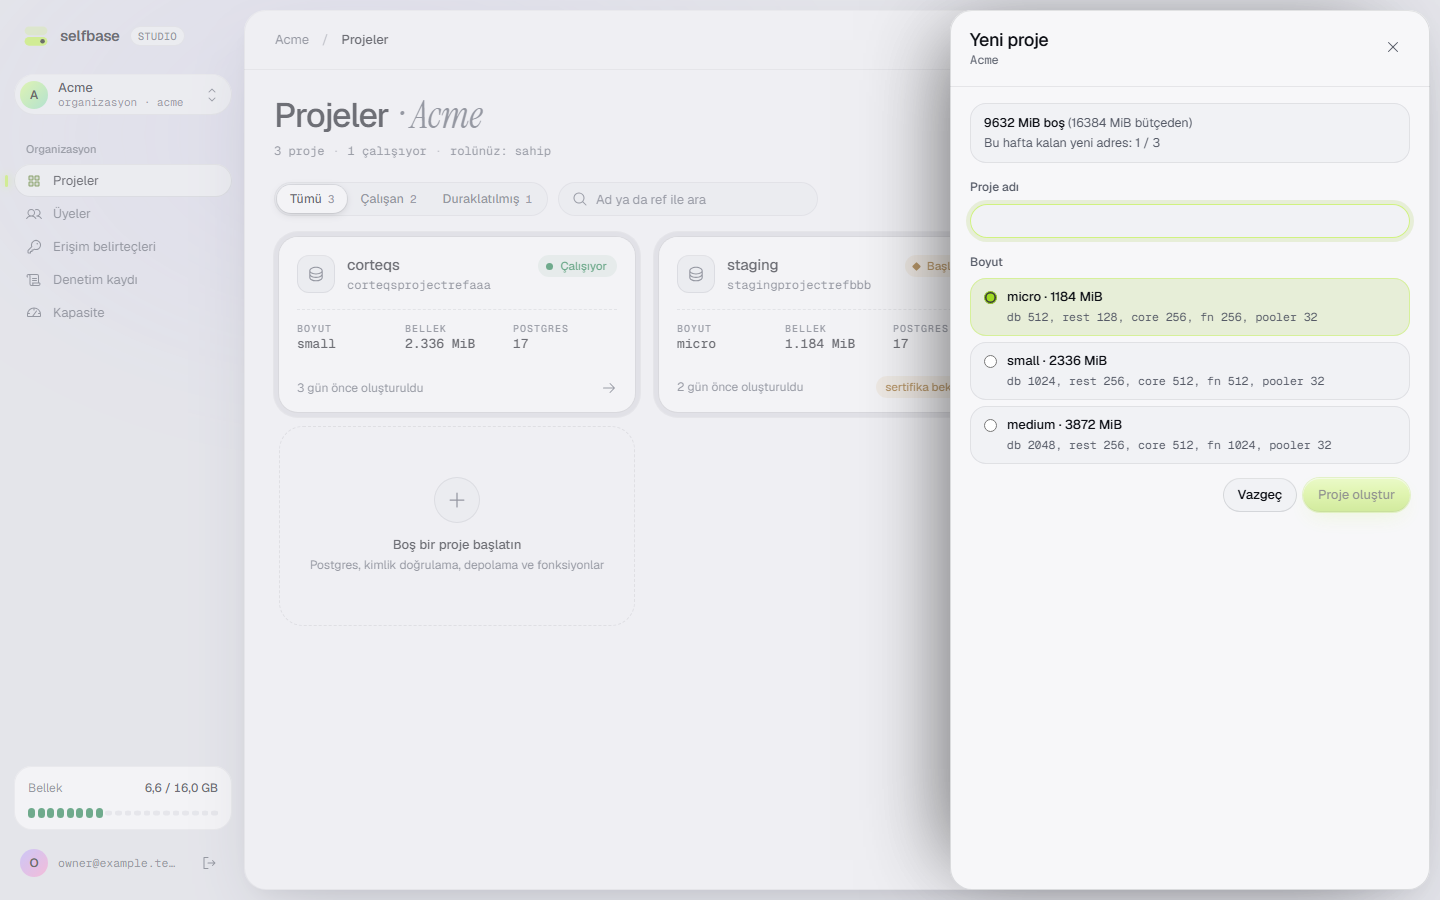 selfbase STUDIO
A Acme
organizasyon · acme
Organizasyon
Projeler
Üyeler
Erişim belirteçleri
Denetim kaydı
Kapasite
Bellek 6,6 / 16,0 GB
O owner@example.te…
Acme / Projeler
Projeler · Acme
3 proje · 1 çalışıyor · rolünüz: sahip
Tümü 3 Çalışan 2 Duraklatılmış 1 Ad ya da ref ile ara
corteqs Çalışıyor
corteqsprojectrefaaa
BOYUT BELLEK POSTGRES
small 2.336 MiB 17
3 gün önce oluşturuldu
staging Başl
stagingprojectrefbbb
BOYUT BELLEK POSTGRES
micro 1.184 MiB 17
2 gün önce oluşturuldu sertifika bek
Boş bir proje başlatın
Postgres, kimlik doğrulama, depolama ve fonksiyonlar
Yeni proje
Acme
9632 MiB boş (16384 MiB bütçeden)
Bu hafta kalan yeni adres: 1 / 3
Proje adı
Boyut
micro · 1184 MiB
db 512, rest 128, core 256, fn 256, pooler 32
small · 2336 MiB
db 1024, rest 256, core 512, fn 512, pooler 32
medium · 3872 MiB
db 2048, rest 256, core 512, fn 1024, pooler 32
Vazgeç Proje oluştur